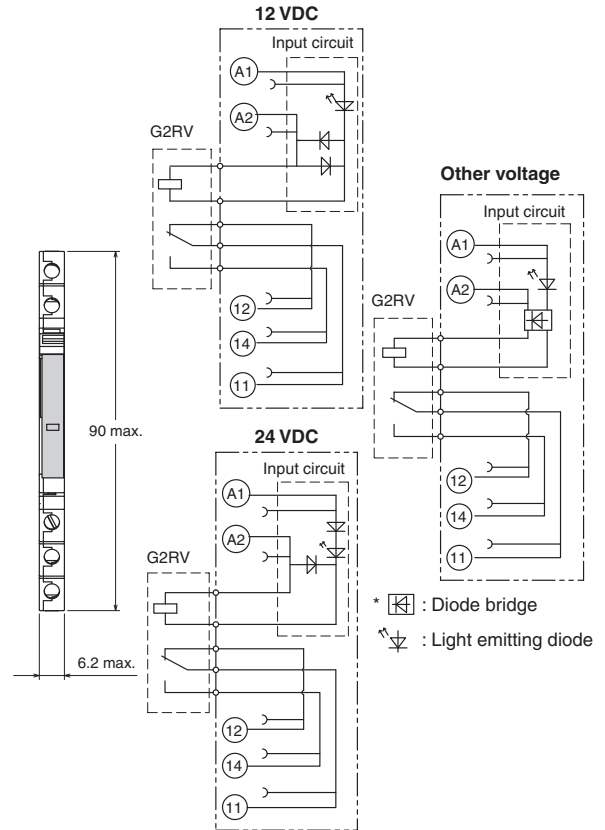 12 VDC
Input circuit
A1
A2
G2RV
12
14
11
Other voltage
Input circuit
A1
A2
G2RV
12
14
11
90 max.
6.2 max.
24 VDC
Input circuit
A1
A2
G2RV
12
14
11
* : Diode bridge
: Light emitting diode